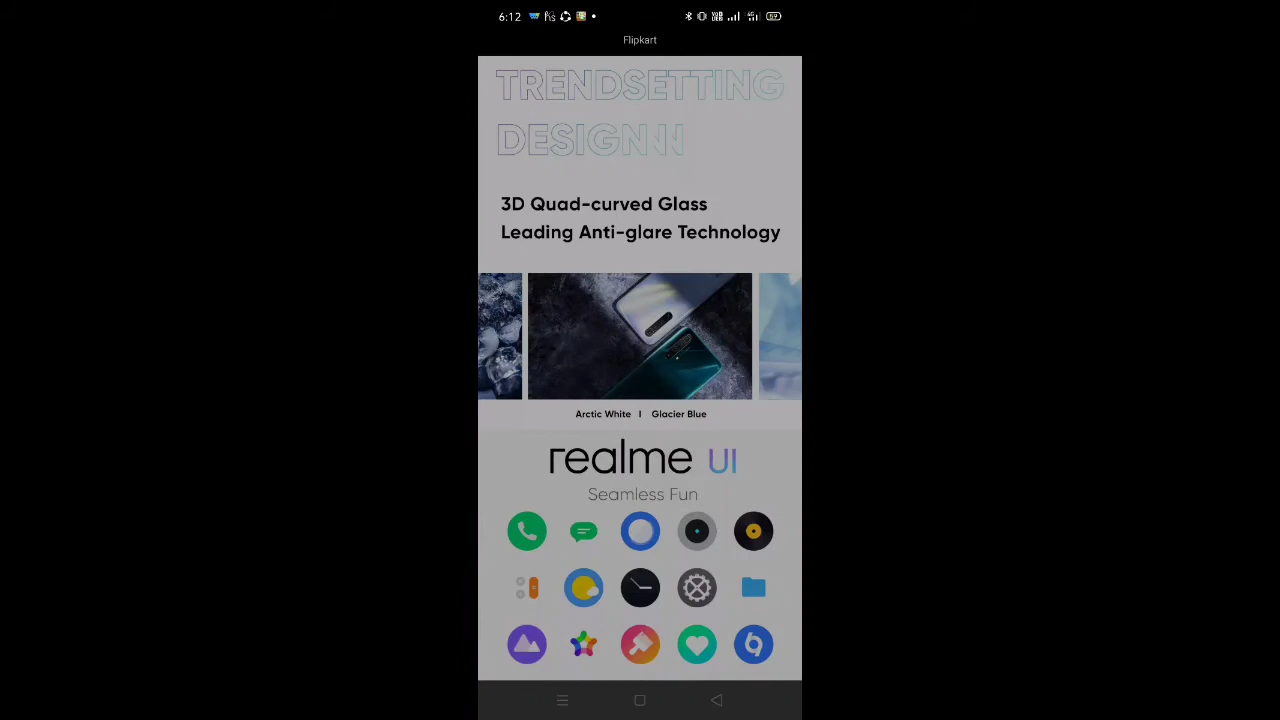 6:12
Flipkart
TRENDSETTING
DESIGN
3D Quad-curved Glass
Leading Anti-glare Technology
Arctic White | Glacier Blue
realme UI
Seamless Fun